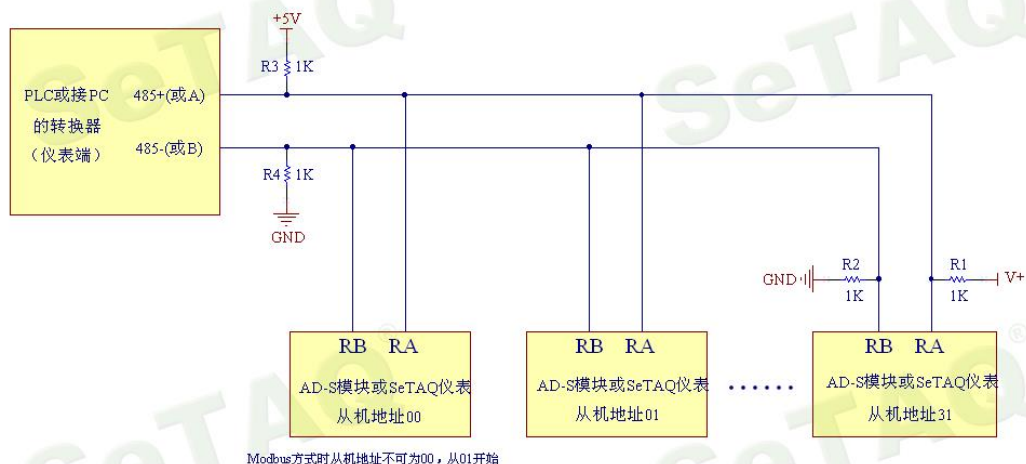 SeTAQ
SeTAQ®
+5V
R3 1K
PLC或接PC 485+(或A)
的转换器
(仪表端) 485-(或B)
R4 1K
GND
GND R2 R1 V+
1K 1K
RB RA RB RA RB RA
AD-S模块或SeTAQ仪表 AD-S模块或SeTAQ仪表 ...... AD-S模块或SeTAQ仪表
从机地址00 从机地址01 从机地址31
Modbus方式时从机地址不可为00，从01开始